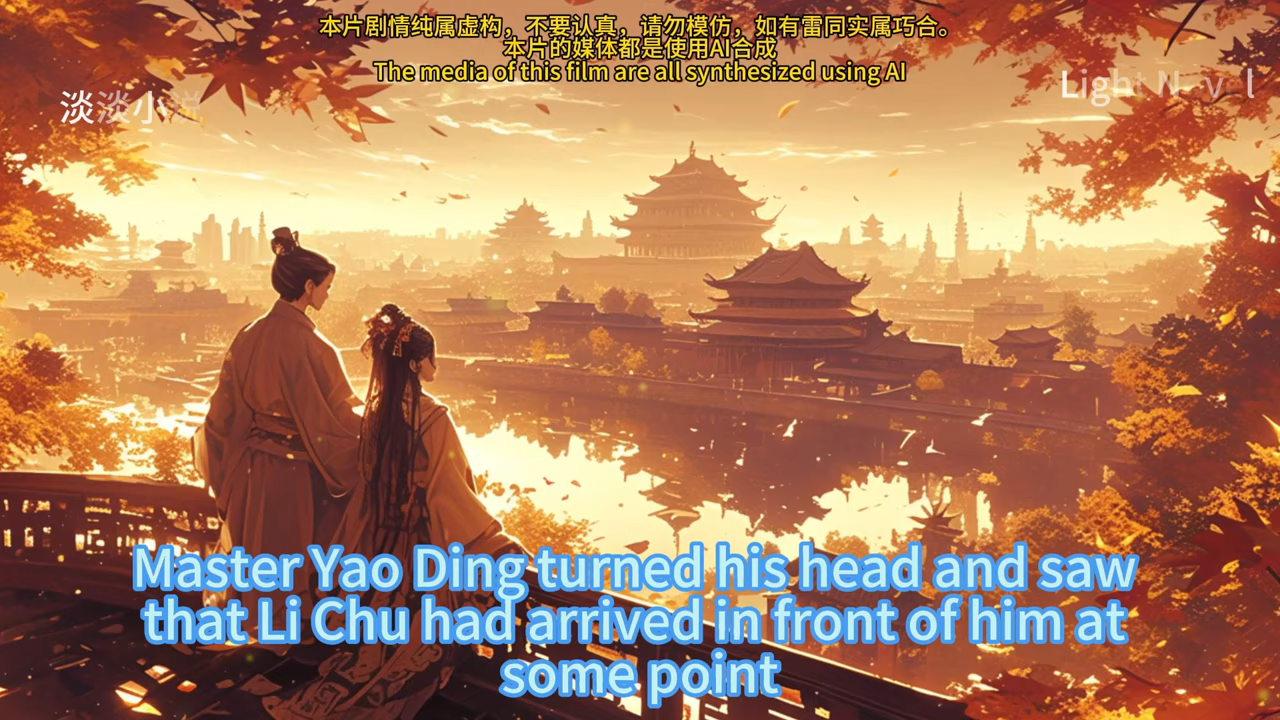 本片剧情纯属虚构，不要认真，请勿模仿，如有雷同实属巧合。
本片的媒体都是使用AI合成
The media of this film are all synthesized using AI
淡淡小说
Light
Master Yao Ding turned his head and saw
that Li Chu had arrived in front of him at
some point